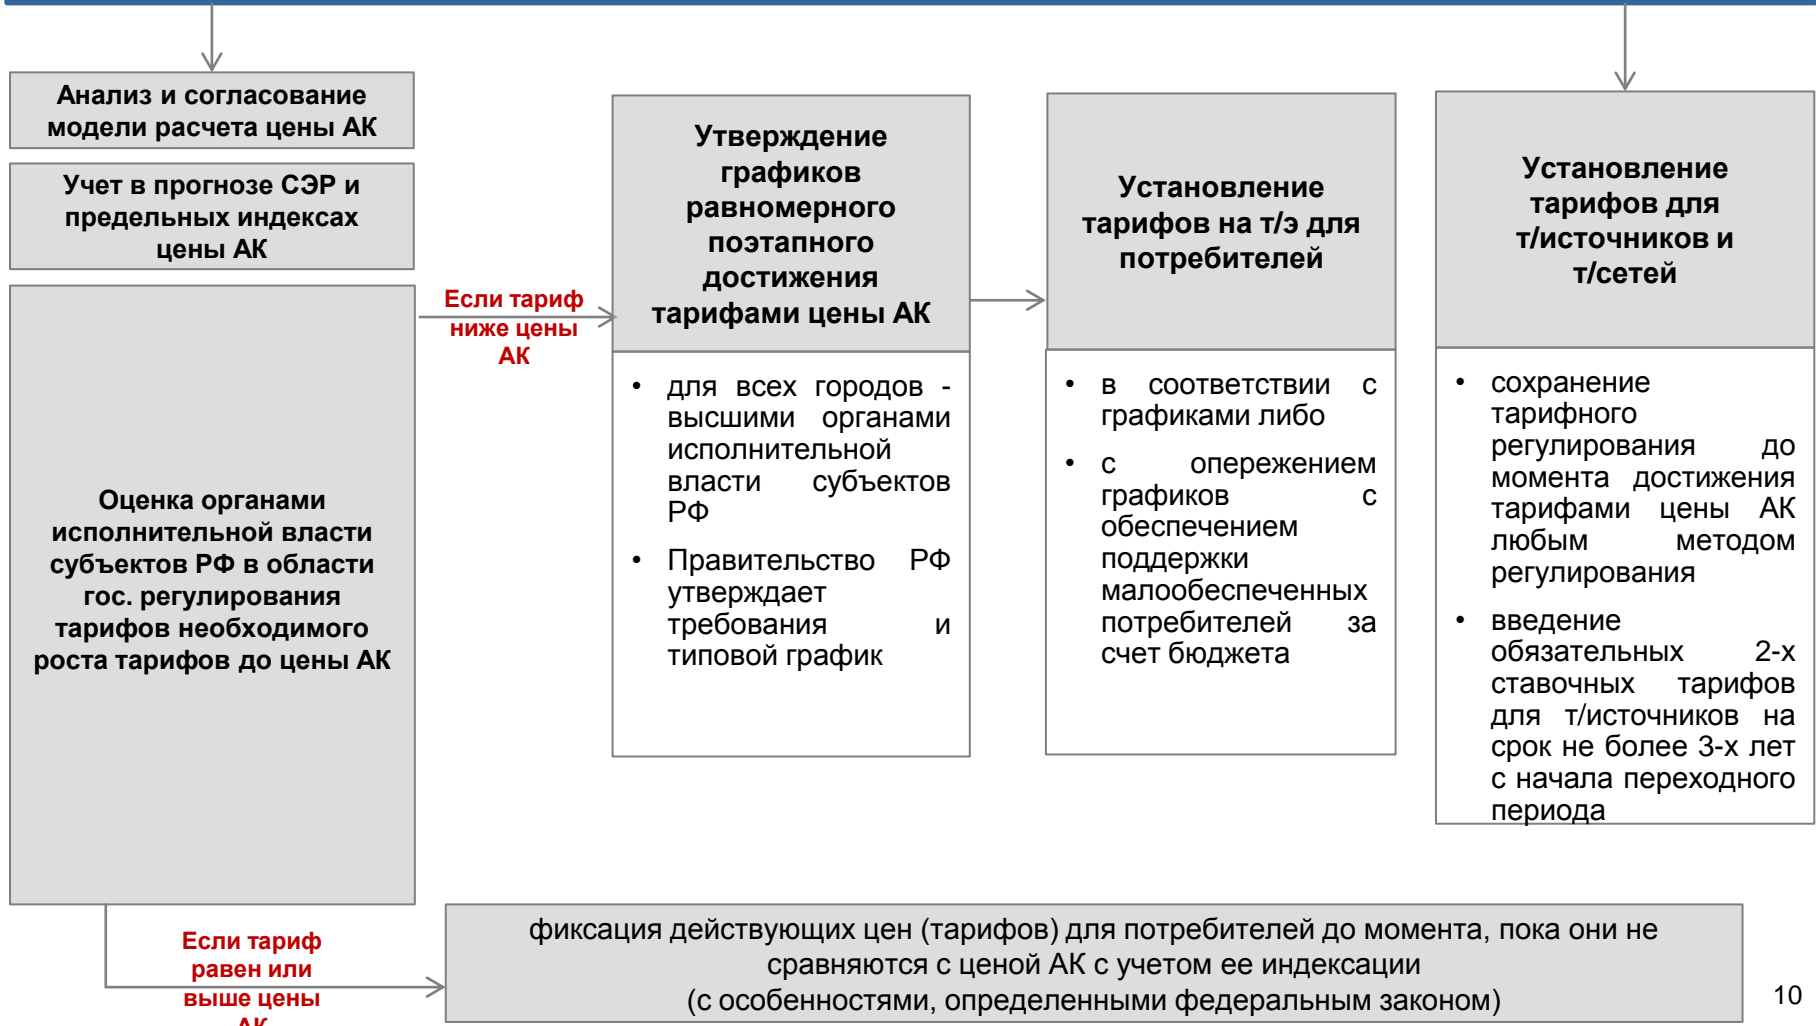 Анализ и согласование
модели расчета цены АК
Учет в прогнозе СЭР и
предельных индексах
цены АК
Оценка органами
исполнительной власти
субъектов РФ в области
гос. регулирования
тарифов необходимого
роста тарифов до цены АК
Если тариф
ниже цены
АК
Утверждение
графиков
равномерного
поэтапного
достижения
тарифами цены АК
• для всех городов -
высшими органами
исполнительной
власти субъектов
РФ
• Правительство РФ
утверждает
требования и
типовой график
Установление
тарифов на т/э для
потребителей
• в соответствии с
графиками либо
• с опережением
графиков с
обеспечением
поддержки
малообеспеченных
потребителей за
счет бюджета
Установление
тарифов для
т/источников и
т/сетей
• сохранение
тарифного
регулирования до
момента достижения
тарифами цены АК
любым методом
регулирования
• введение
обязательных 2-х
ставочных тарифов
для т/источников на
срок не более 3-х лет
с начала переходного
периода
Если тариф
равен или
выше цены
АК
фиксация действующих цен (тарифов) для потребителей до момента, пока они не
сравняются с ценой АК с учетом ее индексации
(с особенностями, определенными федеральным законом)
10